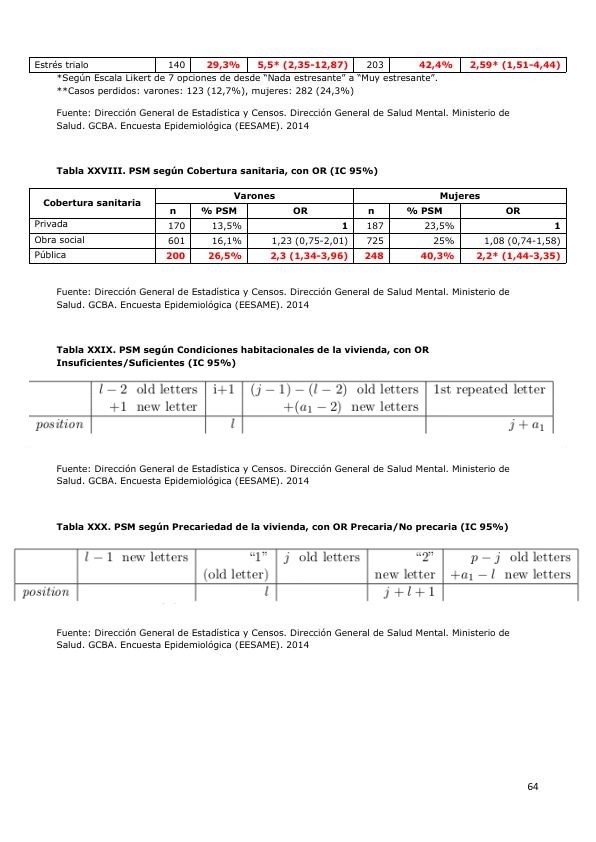 Estrés trialo 140 29,3% 5,5* (2,35-12,87) 203 42,4% 2,59* (1,51-4,44)
*Según Escala Likert de 7 opciones de desde “Nada estresante” a “Muy estresante”.
**Casos perdidos: varones: 123 (12,7%), mujeres: 282 (24,3%)
Fuente: Dirección General de Estadística y Censos. Dirección General de Salud Mental. Ministerio de
Salud. GCBA. Encuesta Epidemiológica (EESAME). 2014
Tabla XXVIII. PSM según Cobertura sanitaria, con OR (IC 95%)
Cobertura sanitaria Varones Mujeres
n % PSM OR n % PSM OR
Privada 170 13,5% 1 187 23,5% 1
Obra social 601 16,1% 1,23 (0,75-2,01) 725 25% 1,08 (0,74-1,58)
Pública 200 26,5% 2,3 (1,34-3,96) 248 40,3% 2,2* (1,44-3,35)
Fuente: Dirección General de Estadística y Censos. Dirección General de Salud Mental. Ministerio de
Salud. GCBA. Encuesta Epidemiológica (EESAME). 2014
Tabla XXIX. PSM según Condiciones habitacionales de la vivienda, con OR
Insuficientes/Suficientes (IC 95%)
l − 2 old letters i+1 (j − 1) − (l − 2) old letters 1st repeated letter
+1 new letter +(a₁ − 2) new letters
position l j + a₁
Fuente: Dirección General de Estadística y Censos. Dirección General de Salud Mental. Ministerio de
Salud. GCBA. Encuesta Epidemiológica (EESAME). 2014
Tabla XXX. PSM según Precariedad de la vivienda, con OR Precaria/No precaria (IC 95%)
l − 1 new letters “1” j old letters “2” p − j old letters
(old letter) new letter +a₁ − l new letters
position l j + l + 1
Fuente: Dirección General de Estadística y Censos. Dirección General de Salud Mental. Ministerio de
Salud. GCBA. Encuesta Epidemiológica (EESAME). 2014
64